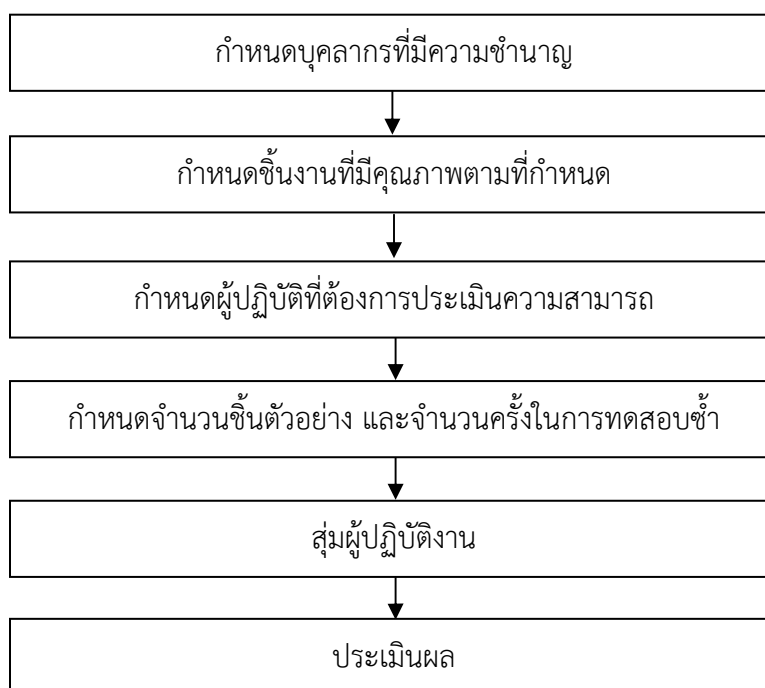 กำหนดบุคลากรที่มีความชำนาญ
กำหนดชิ้นงานที่มีคุณภาพตามที่กำหนด
กำหนดผู้ปฏิบัติที่ต้องการประเมินความสามารถ
กำหนดจำนวนชิ้นตัวอย่าง และจำนวนครั้งในการทดสอบซ้ำ
สุ่มผู้ปฏิบัติงาน
ประเมินผล